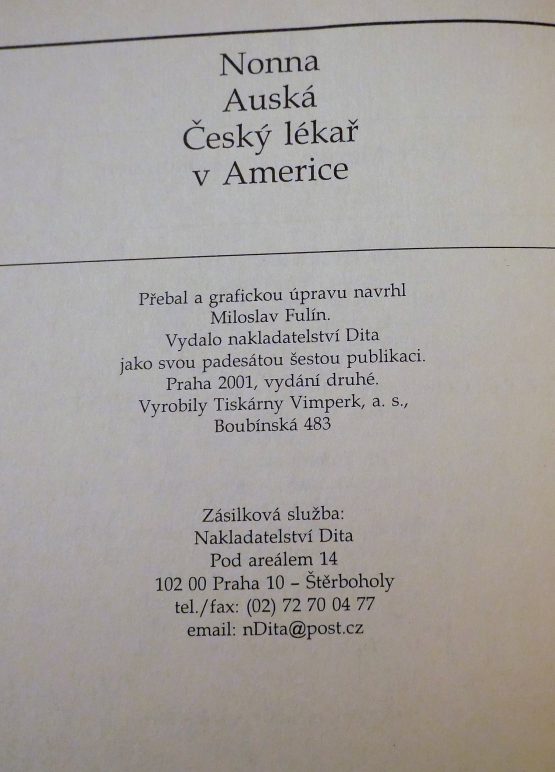 Nonna
Auská
Český lékař
v Americe
Přebal a grafickou úpravu navrhl
Miloslav Fulín.
Vydalo nakladatelství Dita
jako svou padesátou šestou publikaci.
Praha 2001, vydání druhé.
Vyrobily Tiskárny Vimperk, a. s.,
Boubínská 483
Zásilková služba:
Nakladatelství Dita
Pod areálem 14
102 00 Praha 10 – Štěrboholy
tel./fax: (02) 72 70 04 77
email: nDita@post.cz